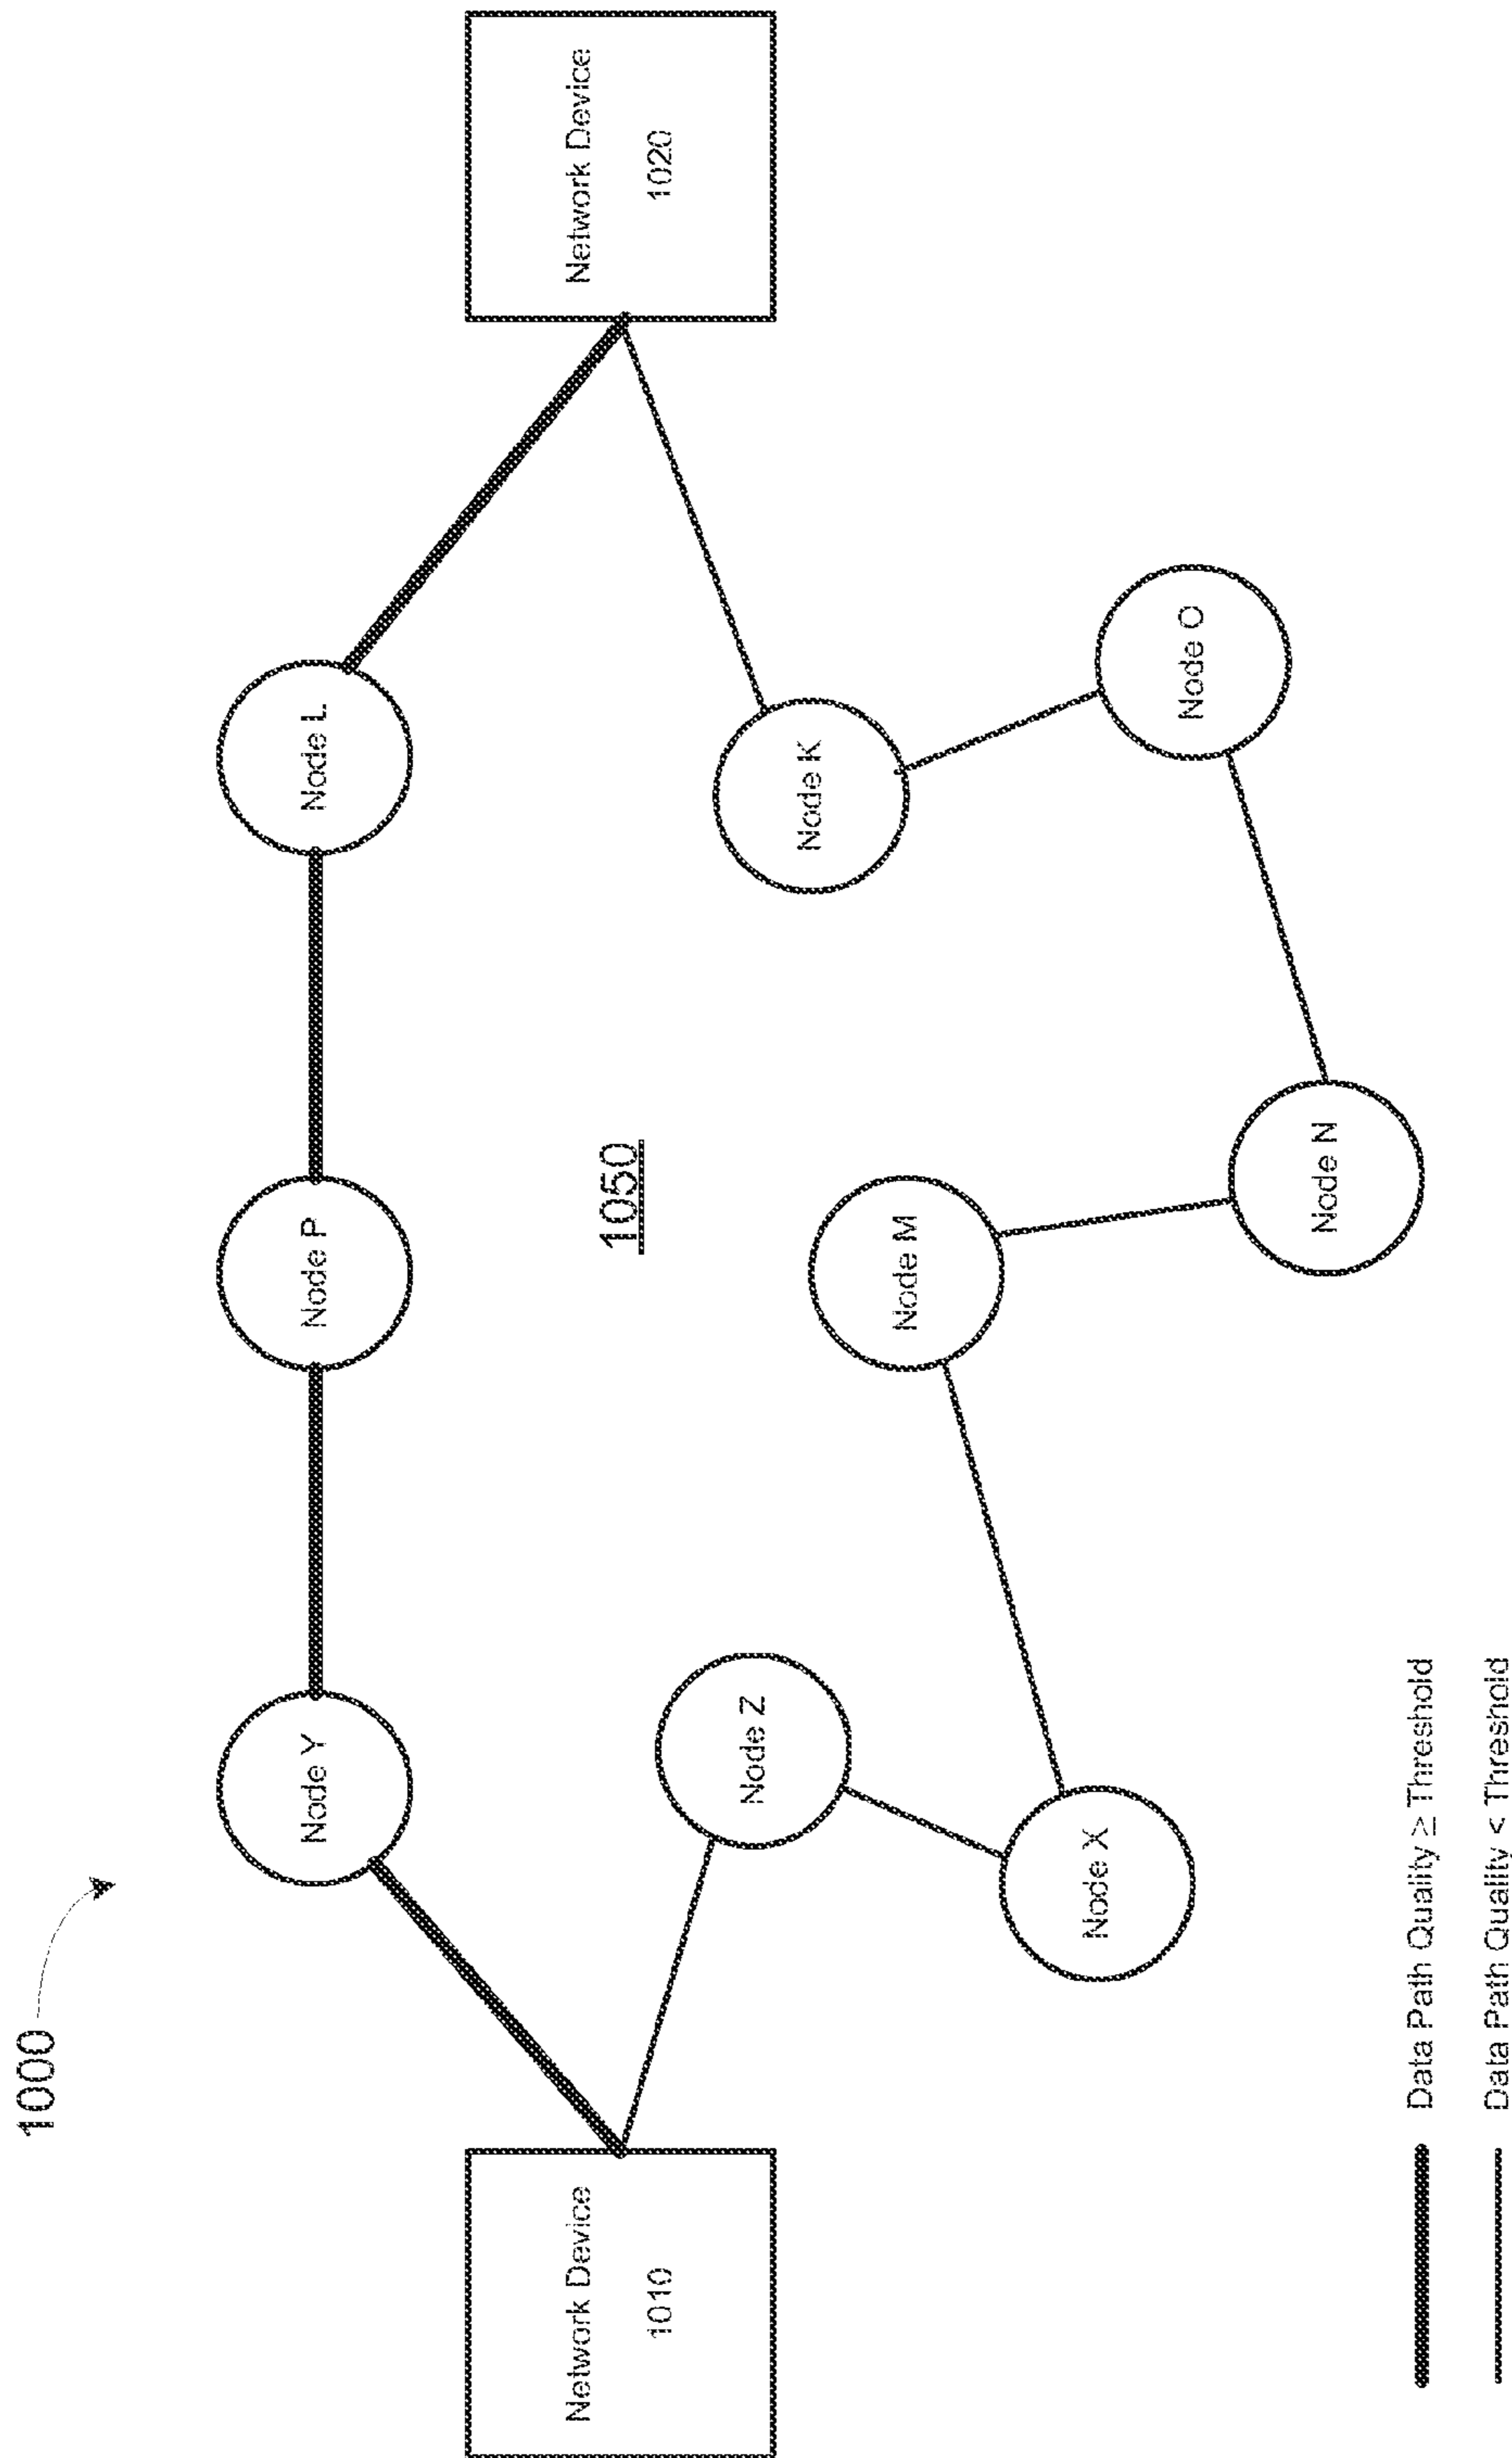 1000
Node Y
Node P
Node L
Network Device
1010
Network Device
1020
1050
Node Z
Node K
Node M
Node X
Node O
Node N
Data Path Quality ≥ Threshold
Data Path Quality < Threshold